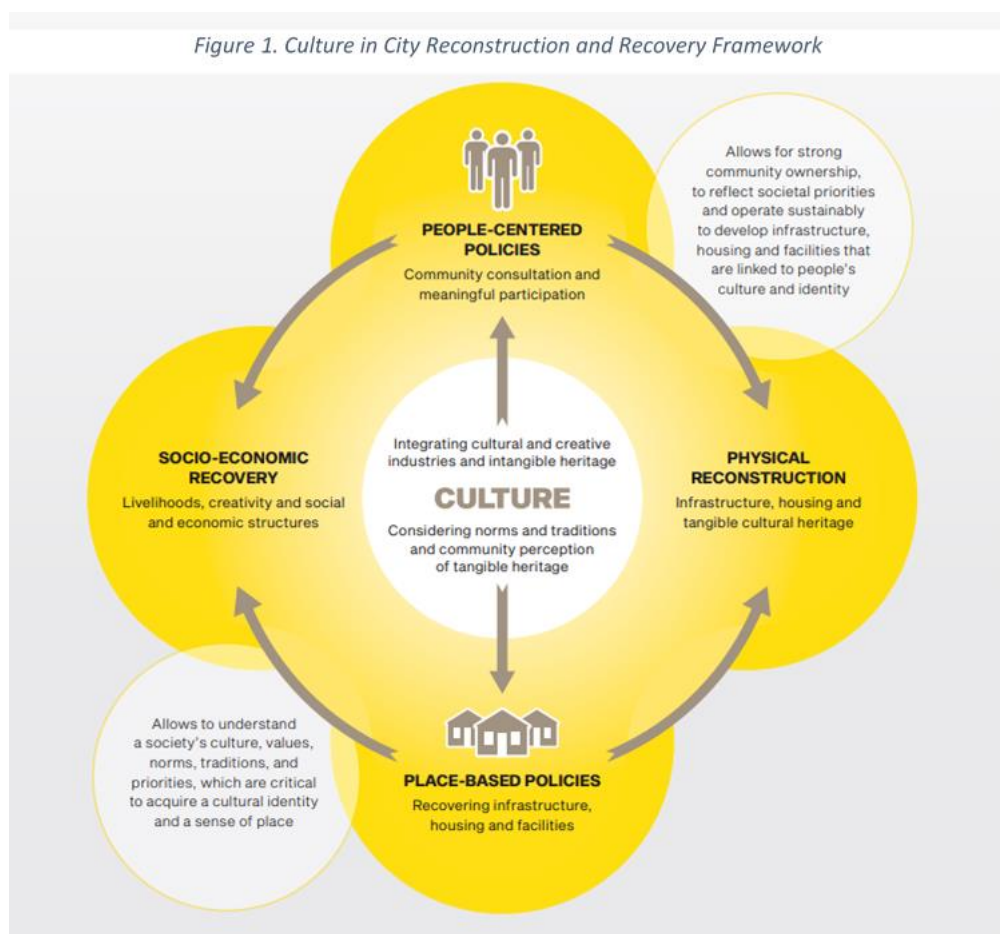 Figure 1. Culture in City Reconstruction and Recovery Framework
PEOPLE-CENTERED
POLICIES
Community consultation and
meaningful participation
Allows for strong
community ownership,
to reflect societal priorities
and operate sustainably
to develop infrastructure,
housing and facilities that
are linked to people's
culture and identity
SOCIO-ECONOMIC
RECOVERY
Livelihoods, creativity and social
and economic structures
Integrating cultural and creative
industries and intangible heritage
CULTURE
Considering norms and traditions
and community perception
of tangible heritage
PHYSICAL
RECONSTRUCTION
Infrastructure, housing and
tangible cultural heritage
Allows to understand
a society's culture, values,
norms, traditions, and
priorities, which are critical
to acquire a cultural identity
and a sense of place
PLACE-BASED POLICIES
Recovering infrastructure,
housing and facilities